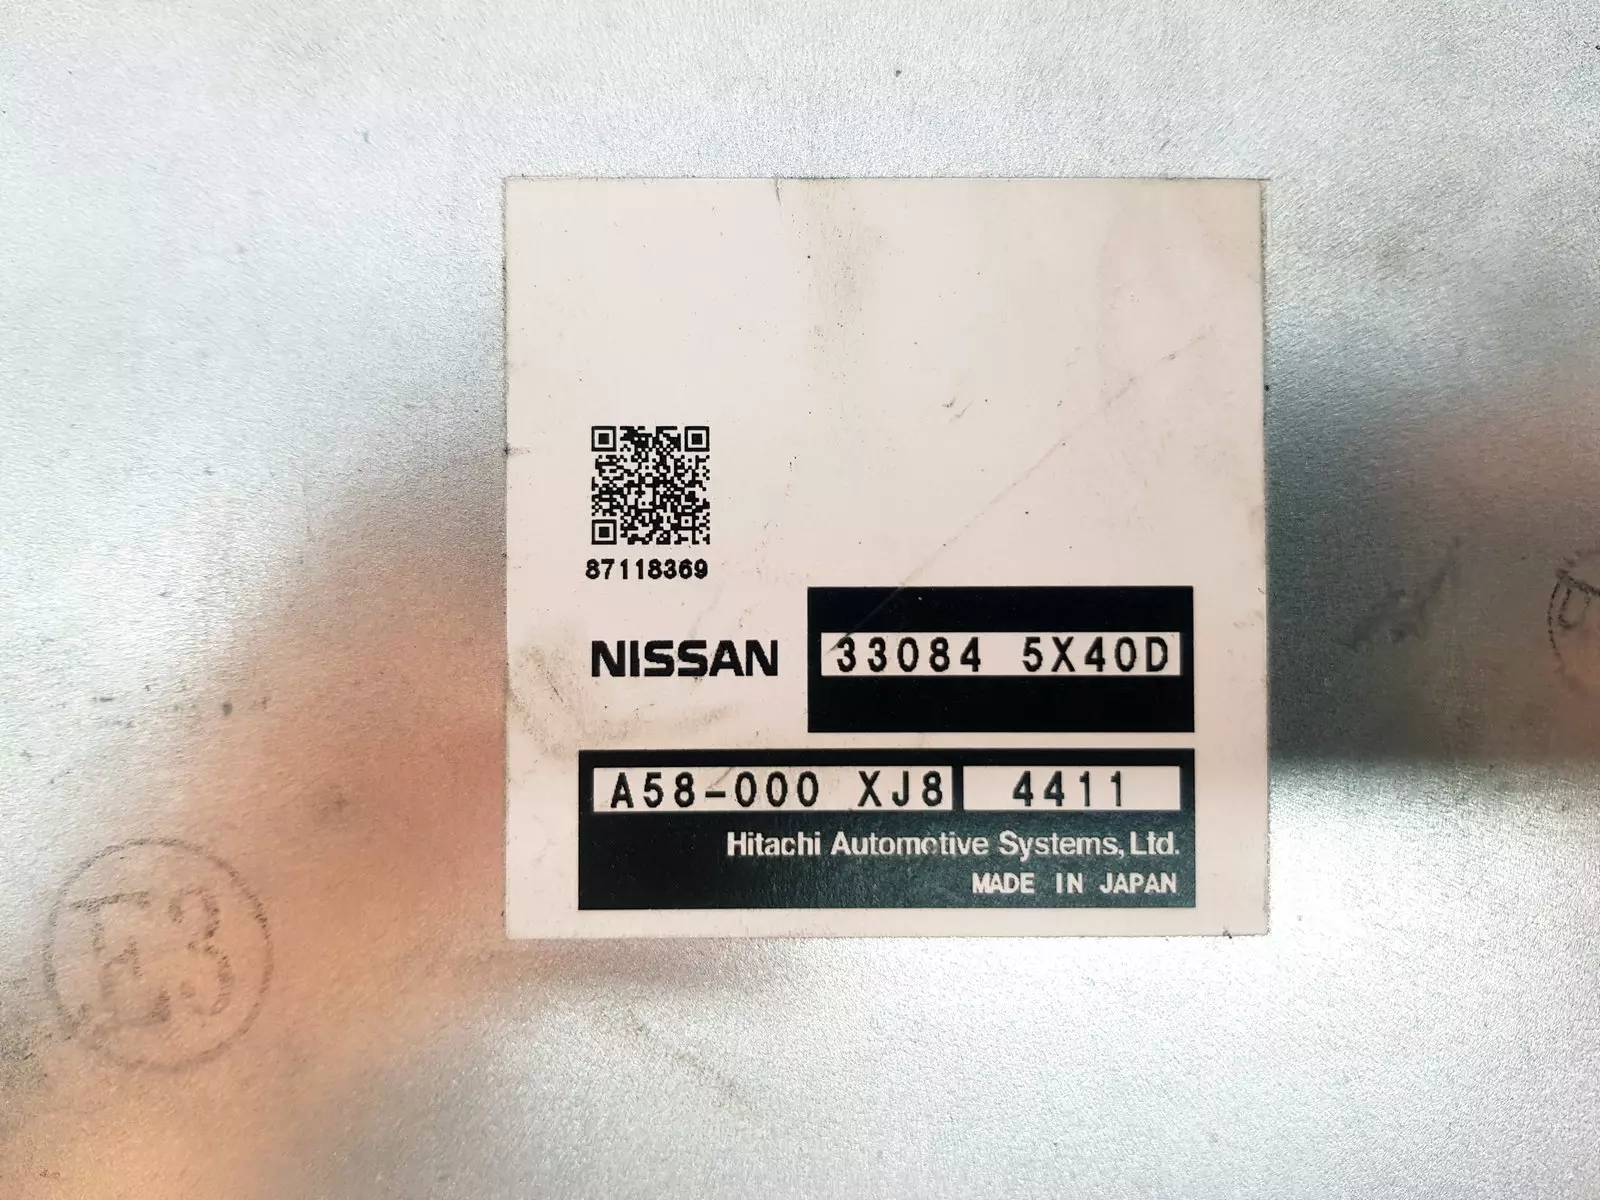 87118369
NISSAN 33084 5X40D
A58-000 XJ8 4411
Hitachi Automotive Systems, Ltd.
MADE IN JAPAN